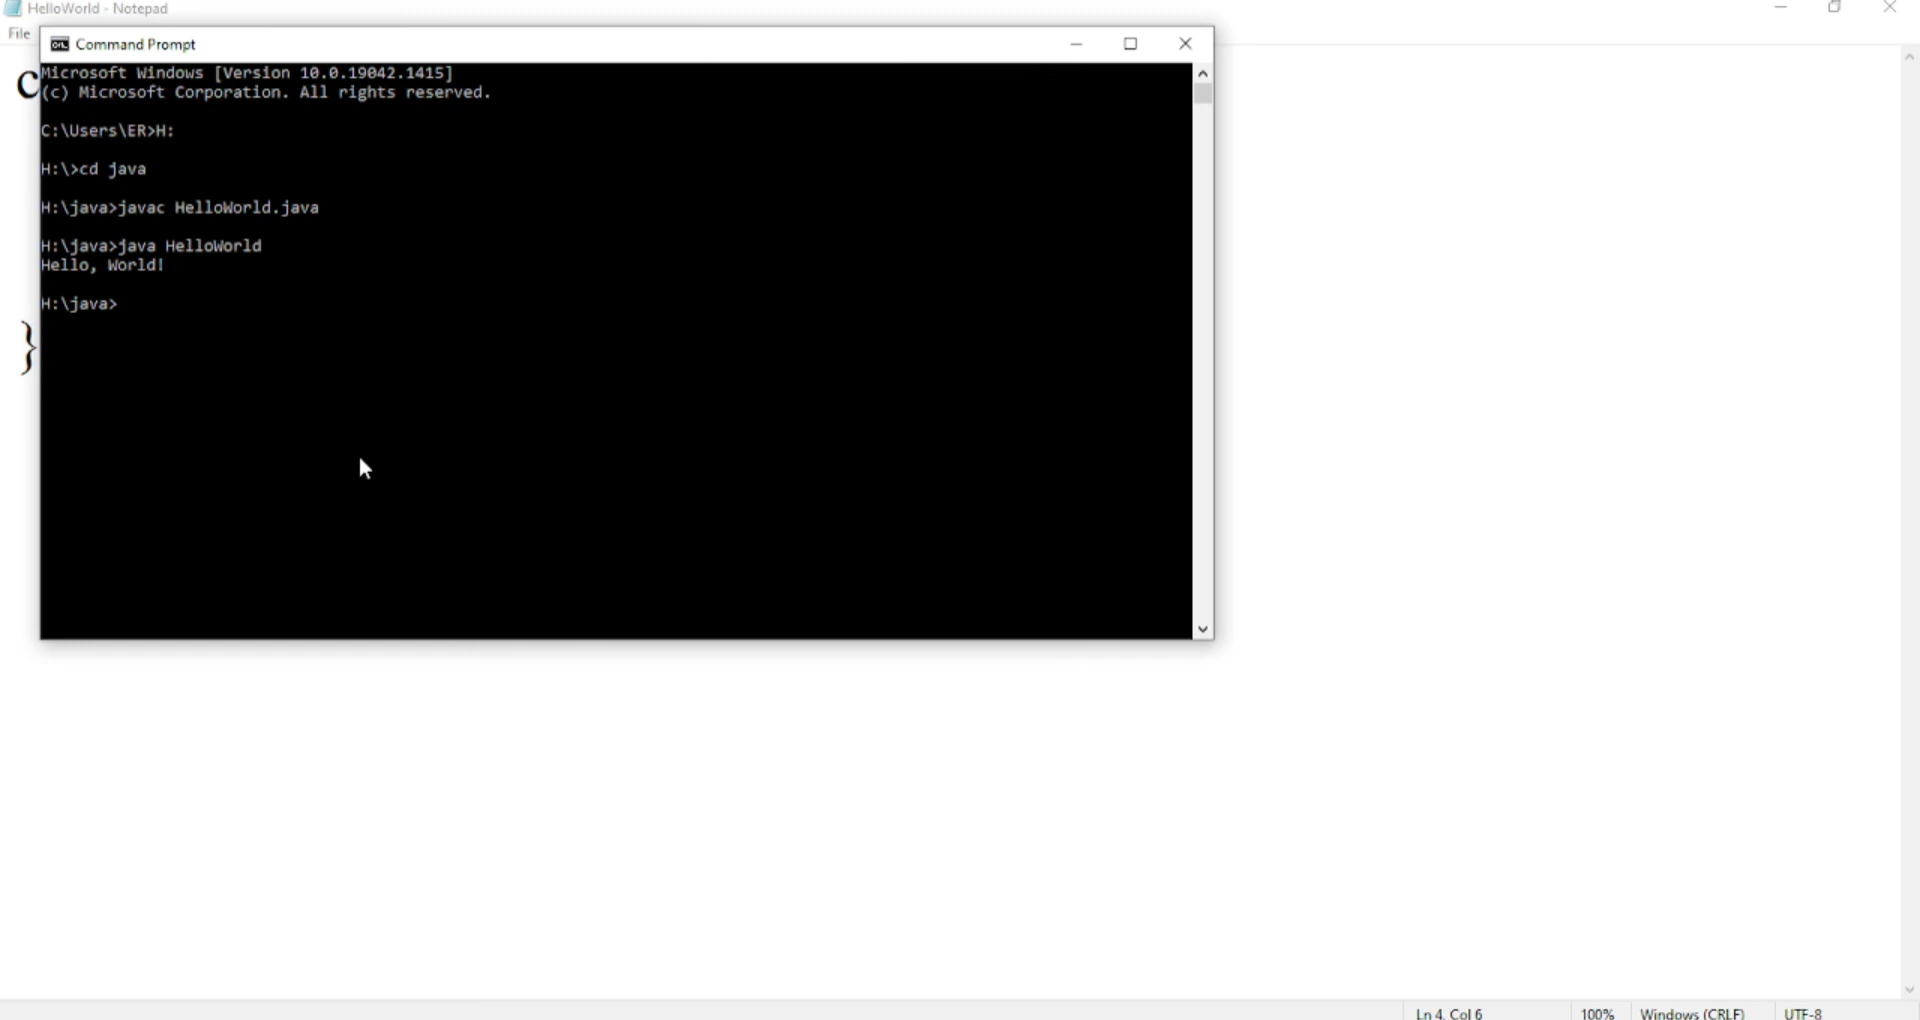 HelloWorld - Notepad
File
Command Prompt
c
Microsoft Windows [Version 10.0.19042.1415]
(c) Microsoft Corporation. All rights reserved.
C:\Users\ER>H:
H:\>cd java
H:\java>javac HelloWorld.java
H:\java>java HelloWorld
Hello, World!
H:\java>
}
Ln 4, Col 6
100%
Windows (CRLF)
UTF-8